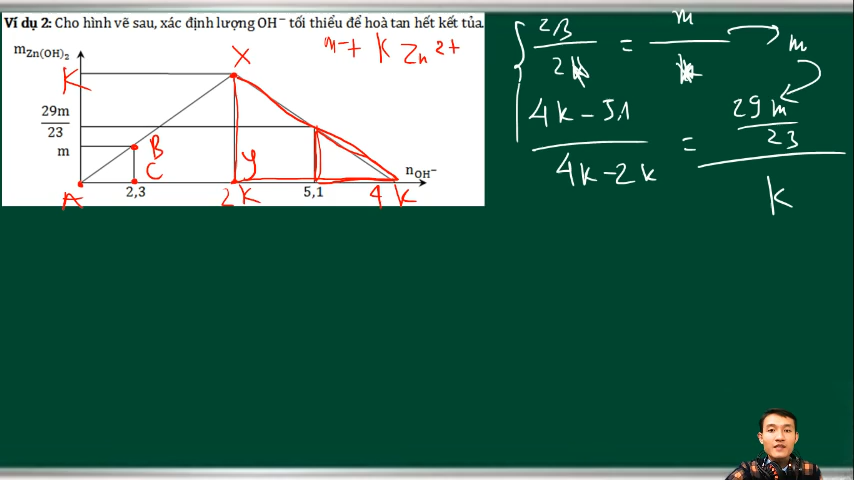 Ví dụ 2: Cho hình vẽ sau, xác định lượng OH⁻ tối thiểu để hoà tan hết kết tủa.
m Zn(OH)₂
X
K
29m/23
m
B
C
y
n OH⁻
A
2,3
2K
5,1
4K
K Zn²⁺
2,3/2k = m/k
m
(4k - 5,1)/(4k - 2k) = (29m/23)/k